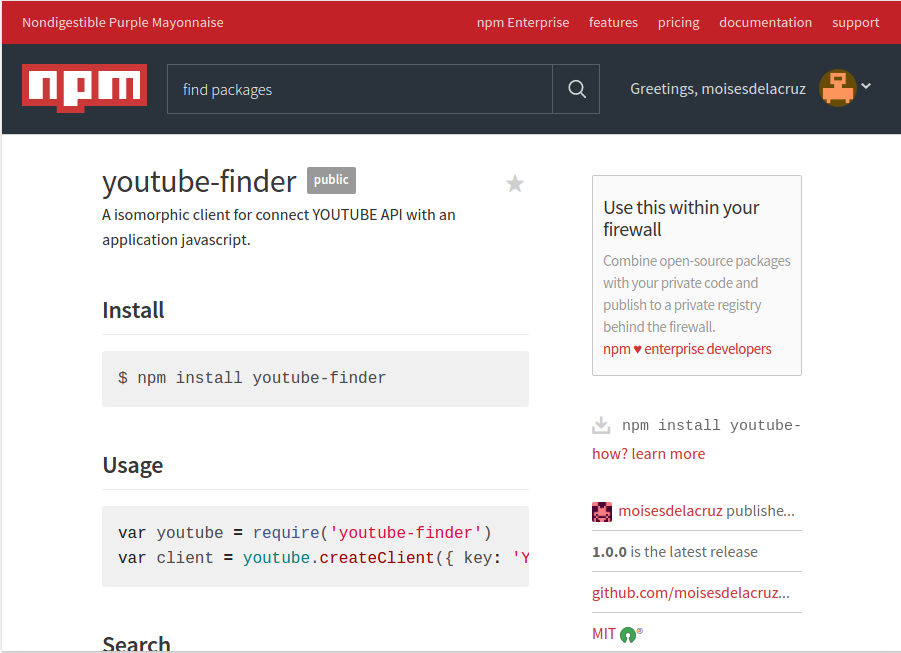 Nondigestible Purple Mayonnaise
npm Enterprise features pricing documentation support
npm
find packages
Greetings, moisesdelacruz
youtube-finder public
A isomorphic client for connect YOUTUBE API with an
application javascript.
Install
$ npm install youtube-finder
Usage
var youtube = require('youtube-finder')
var client = youtube.createClient({ key: 'Y
Search
Use this within your
firewall
Combine open-source packages
with your private code and
publish to a private registry
behind the firewall.
npm ♥ enterprise developers
npm install youtube-
how? learn more
moisesdelacruz publishe...
1.0.0 is the latest release
github.com/moisesdelacruz...
MIT ®